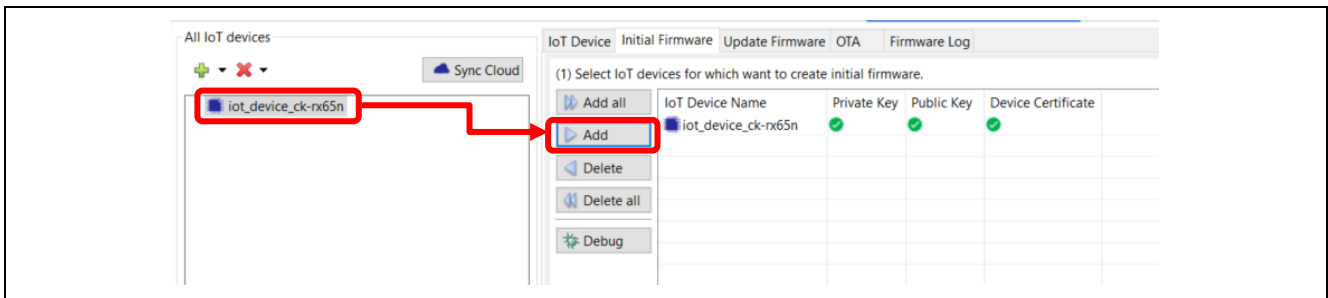 All IoT devices
Sync Cloud
iot_device_ck-rx65n
IoT Device Initial Firmware Update Firmware OTA Firmware Log
(1) Select IoT devices for which want to create initial firmware.
Add all
Add
Delete
Delete all
Debug
IoT Device Name Private Key Public Key Device Certificate
iot_device_ck-rx65n